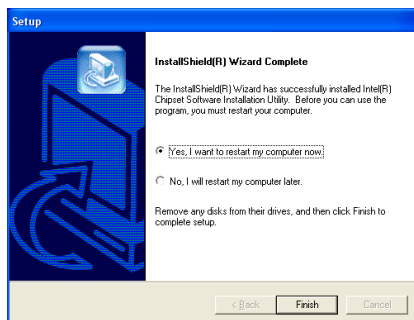 Setup
InstallShield(R) Wizard Complete
The InstallShield(R) Wizard has successfully installed Intel(R)
Chipset Software Installation Utility. Before you can use the
program, you must restart your computer.
Yes, I want to restart my computer now.
No, I will restart my computer later.
Remove any disks from their drives, and then click Finish to
complete setup.
< Back Finish Cancel